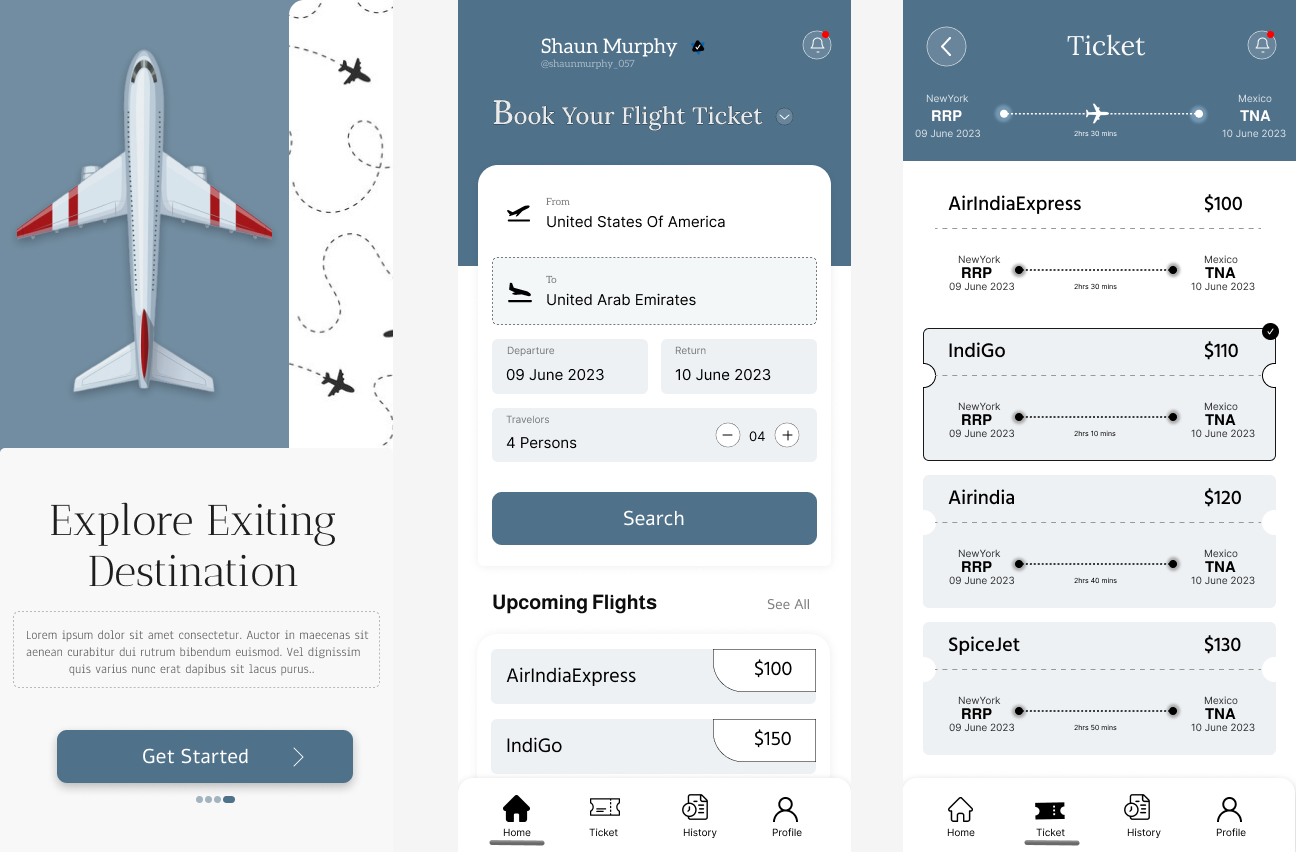 Explore Exiting
Destination
Lorem ipsum dolor sit amet consectetur. Auctor in maecenas sit
aenean curabitur dui rutrum bibendum euismod. Vel dignissim
quis varius nunc erat dapibus sit lacus purus..
Get Started
Shaun Murphy
@shaunmurphy_057
Book Your Flight Ticket
From
United States Of America
To
United Arab Emirates
Departure
09 June 2023
Return
10 June 2023
Travelors
4 Persons
04
Search
Upcoming Flights
See All
AirIndiaExpress
$100
IndiGo
$150
Home
Ticket
History
Profile
Ticket
NewYork
RRP
09 June 2023
2hrs 30 mins
Mexico
TNA
10 June 2023
AirIndiaExpress
$100
NewYork
RRP
09 June 2023
2hrs 30 mins
Mexico
TNA
10 June 2023
IndiGo
$110
NewYork
RRP
09 June 2023
2hrs 10 mins
Mexico
TNA
10 June 2023
Airindia
$120
NewYork
RRP
09 June 2023
2hrs 40 mins
Mexico
TNA
10 June 2023
SpiceJet
$130
NewYork
RRP
09 June 2023
2hrs 50 mins
Mexico
TNA
10 June 2023
Home
Ticket
History
Profile